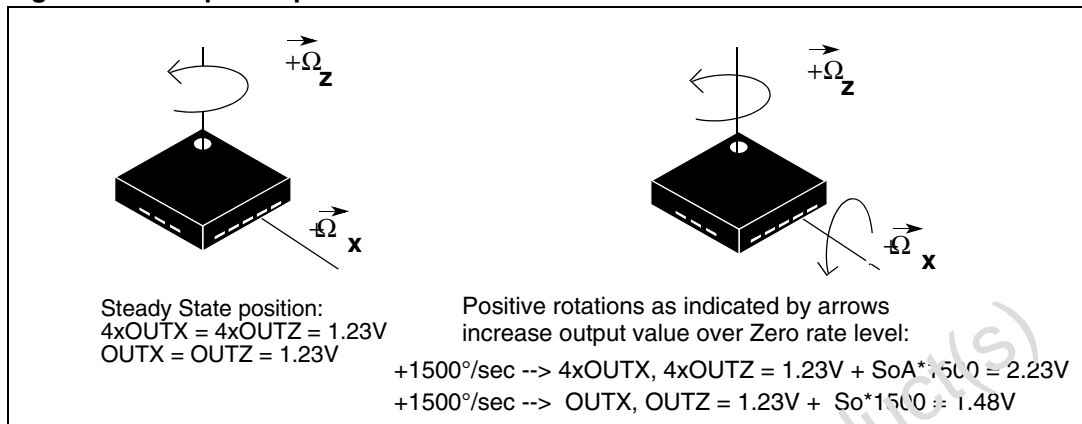 +Ω
z
+Ω
x
Steady State position:
4xOUTX = 4xOUTZ = 1.23V
OUTX = OUTZ = 1.23V
+Ω
z
+Ω
x
Positive rotations as indicated by arrows
increase output value over Zero rate level:
+1500°/sec --> 4xOUTX, 4xOUTZ = 1.23V + SoA*1500 = 2.23V
+1500°/sec --> OUTX, OUTZ = 1.23V + So*1500 = 1.48V